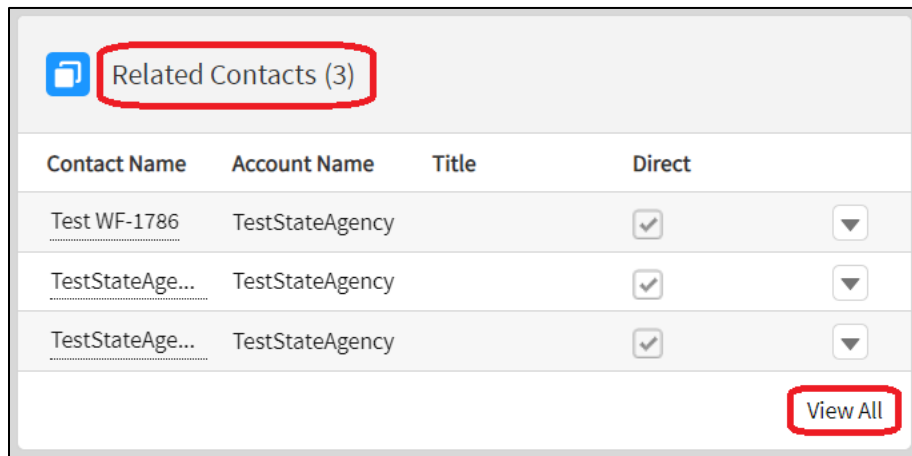 Related Contacts (3)
Contact Name Account Name Title Direct
Test WF-1786 TestStateAgency
TestStateAge... TestStateAgency
TestStateAge... TestStateAgency
View All